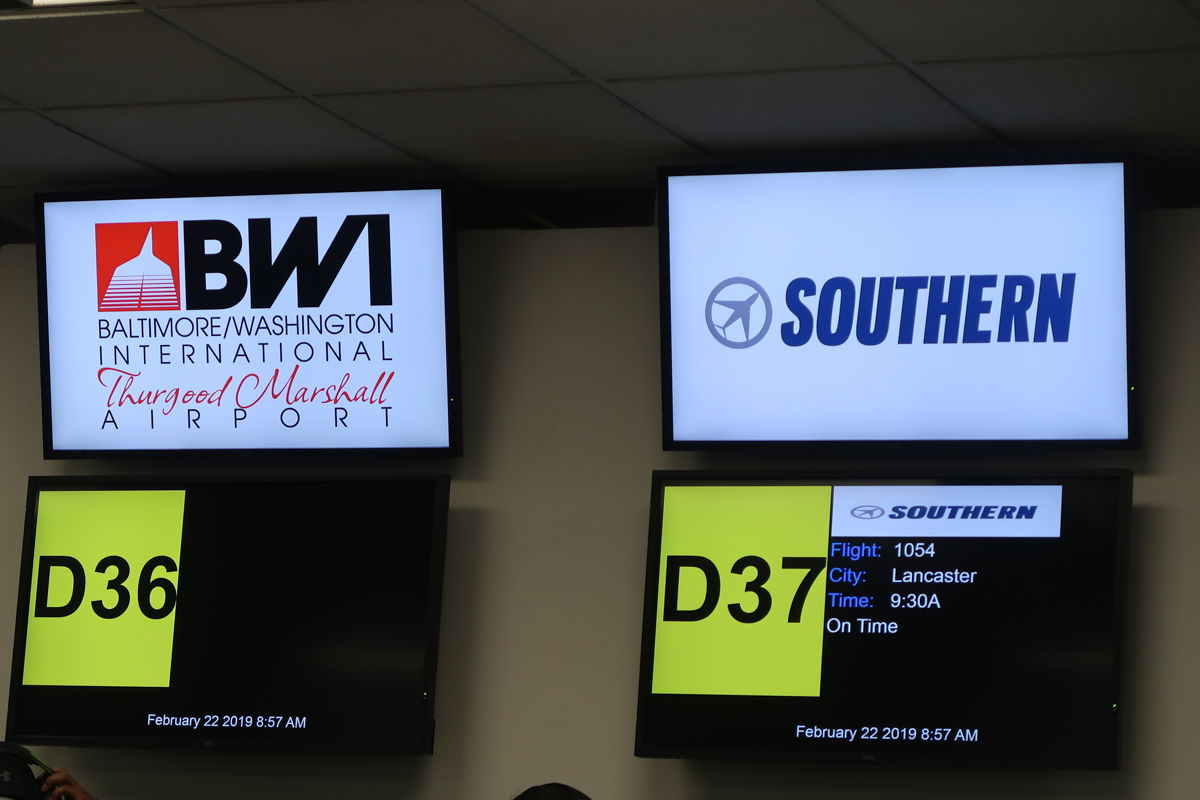 BWI
BALTIMORE/WASHINGTON
INTERNATIONAL
Thurgood Marshall
AIRPORT
SOUTHERN
D36
February 22 2019 8:57 AM
D37
SOUTHERN
Flight: 1054
City: Lancaster
Time: 9:30A
On Time
February 22 2019 8:57 AM